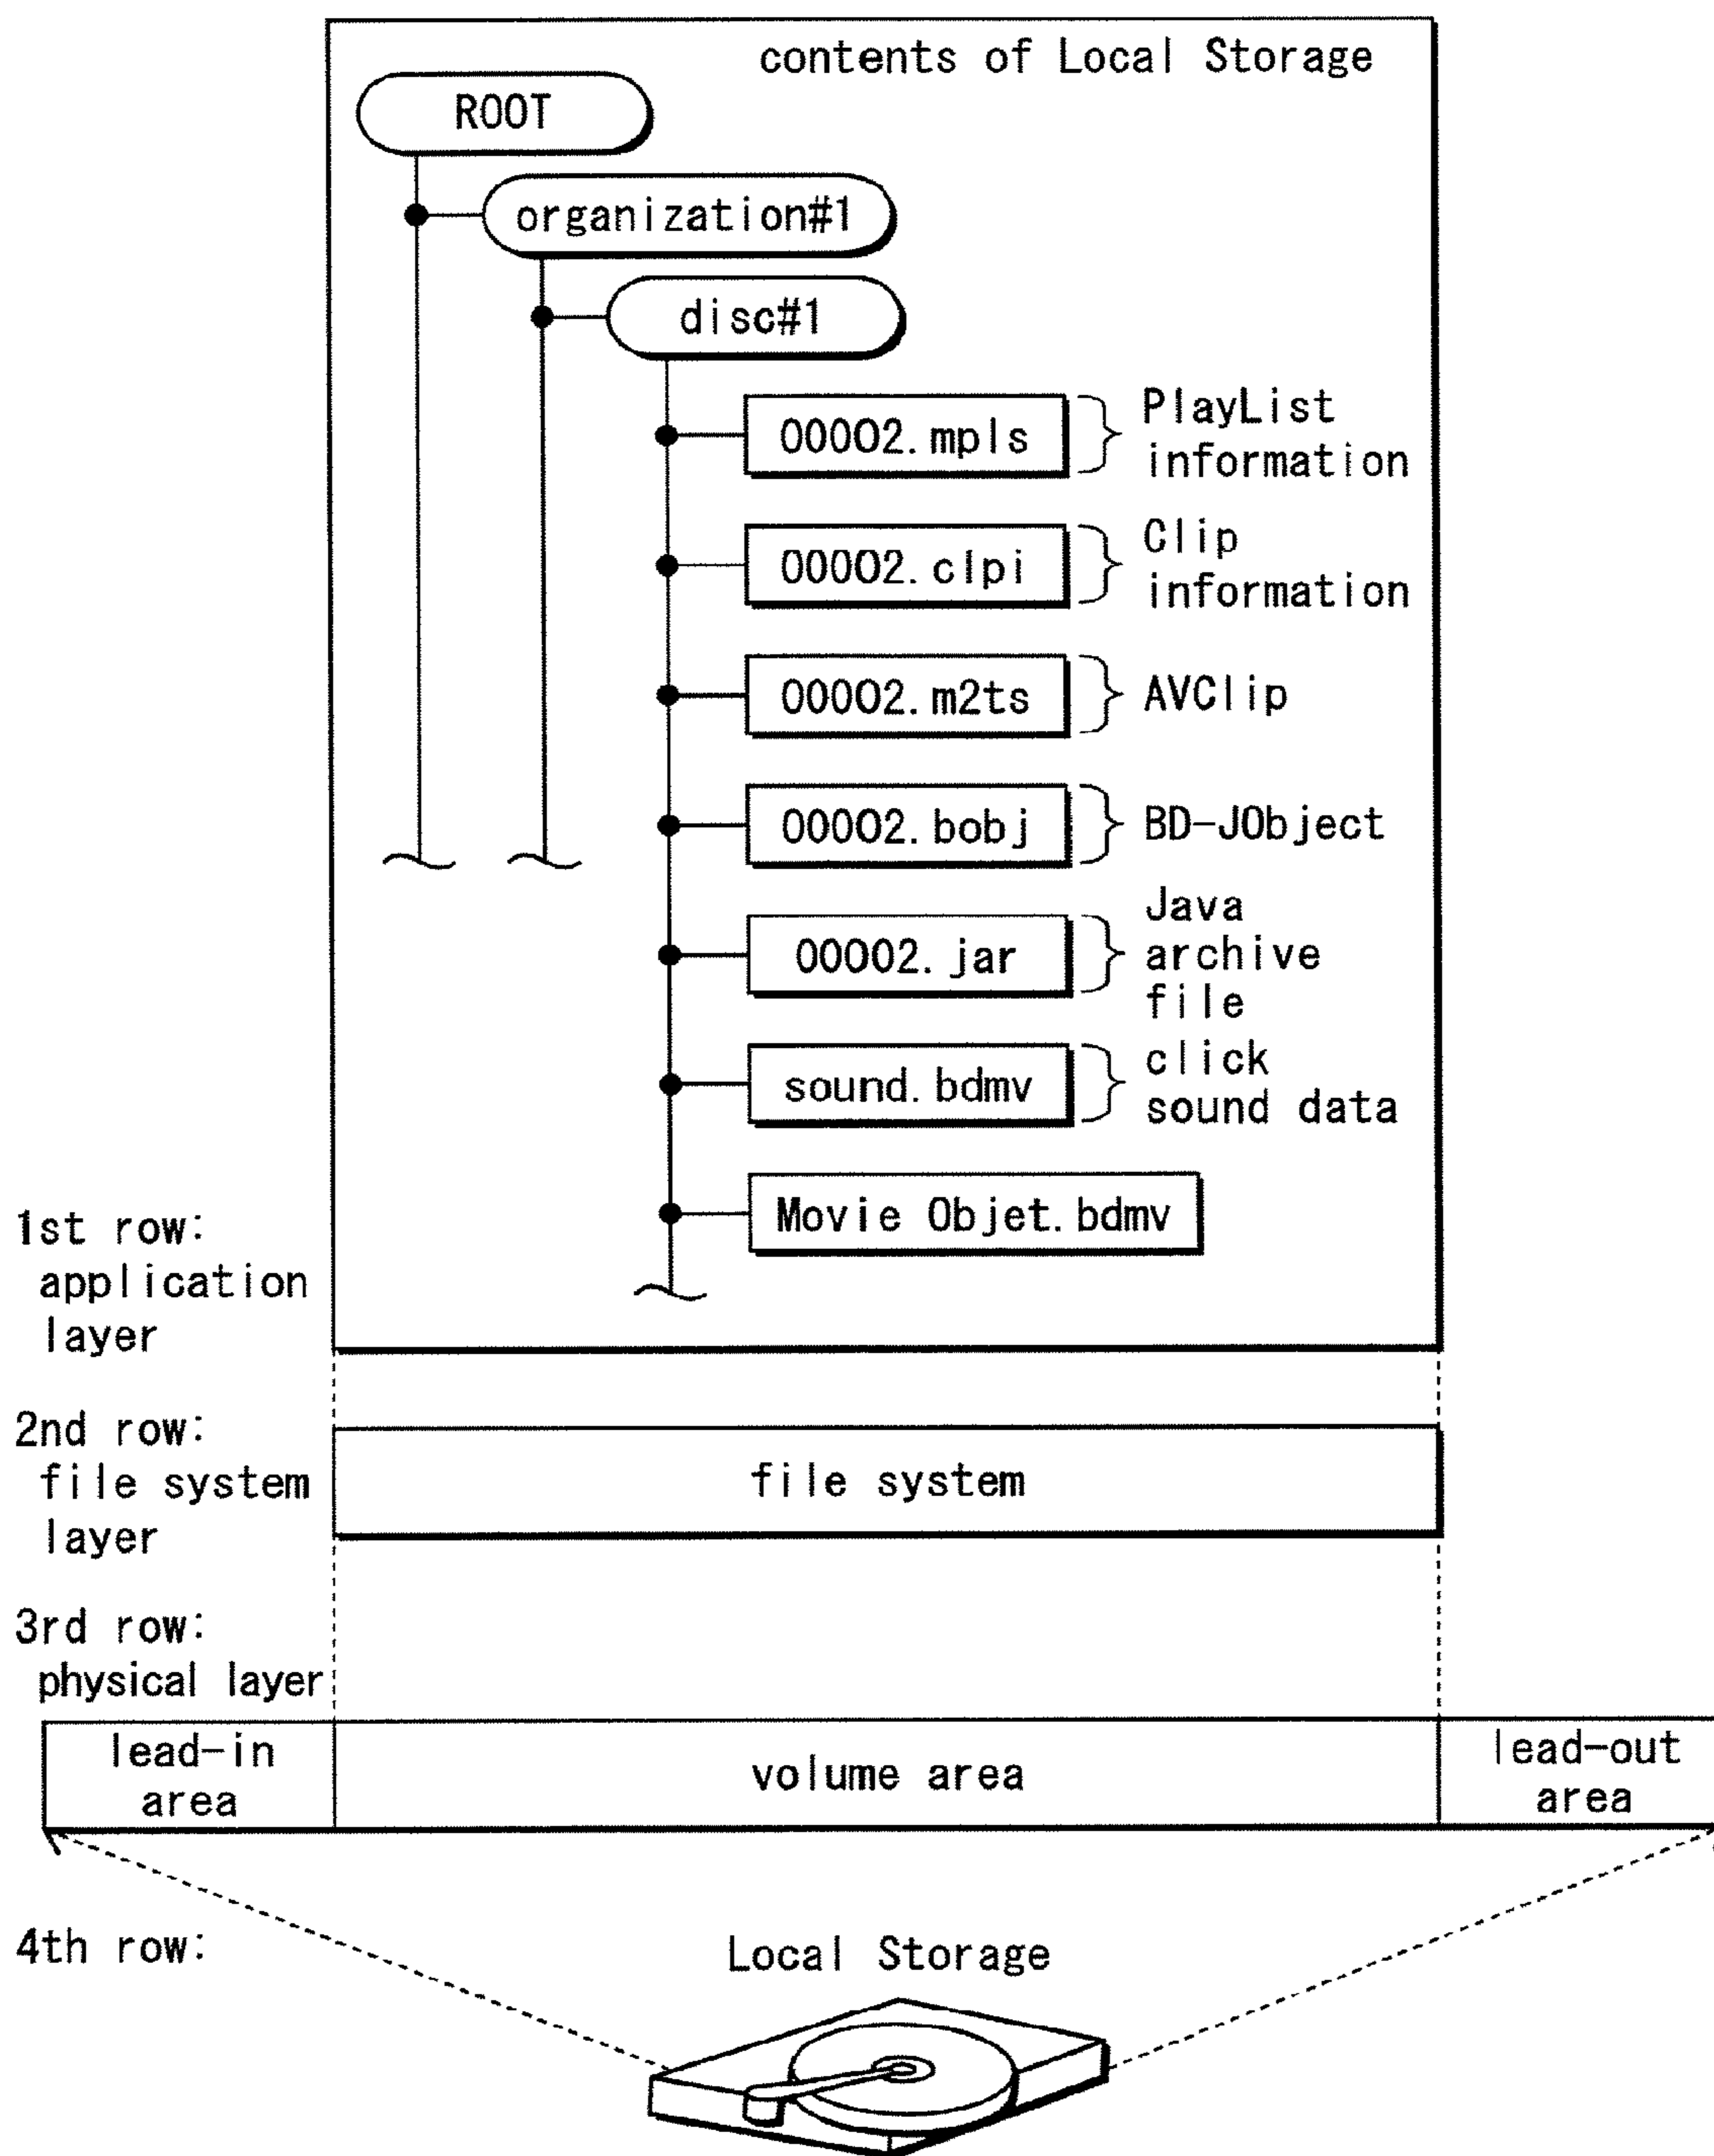 contents of Local Storage
ROOT
organization#1
disc#1
00002.mpls
PlayList
information
00002.clpi
Clip
information
00002.m2ts
AVClip
00002.bobj
BD-JObject
00002.jar
Java
archive
file
sound.bdmv
click
sound data
Movie Objet.bdmv
1st row:
application
layer
2nd row:
file system
layer
file system
3rd row:
physical layer
lead-in
area
volume area
lead-out
area
4th row:
Local Storage